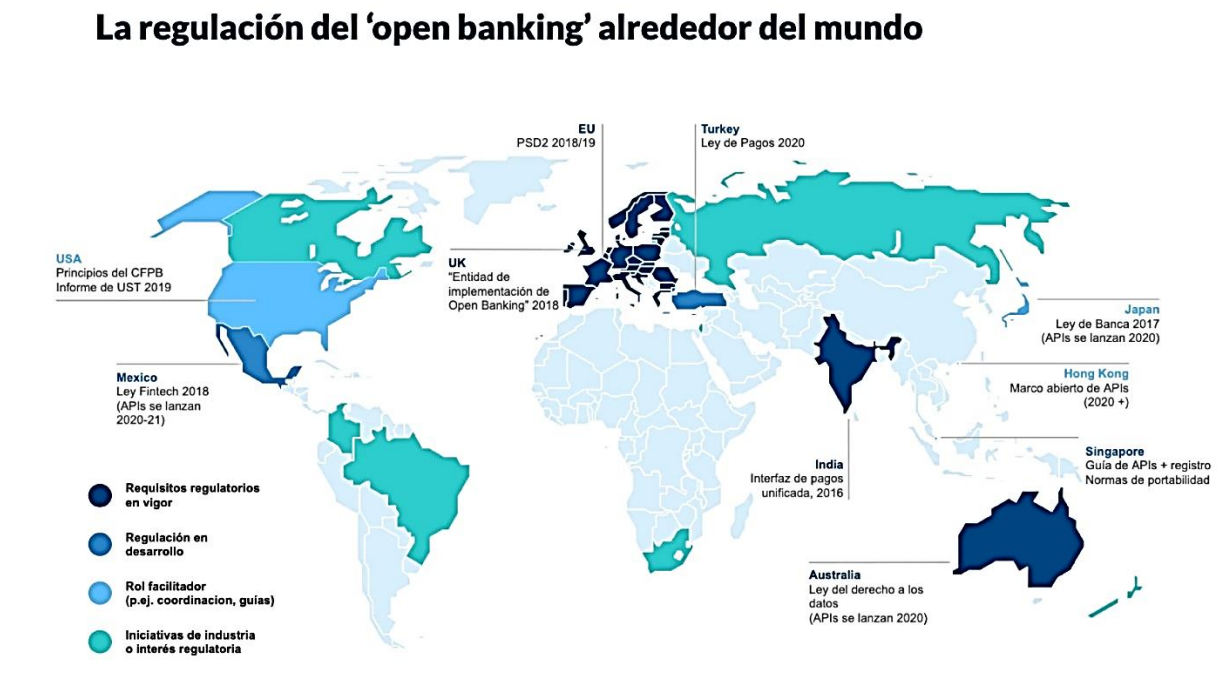 La regulación del ‘open banking’ alrededor del mundo
EU
PSD2 2018/19
Turkey
Ley de Pagos 2020
USA
Principios del CFPB
Informe de UST 2019
UK
"Entidad de
implementación de
Open Banking" 2018
Japan
Ley de Banca 2017
(APIs se lanzan 2020)
Mexico
Ley Fintech 2018
(APIs se lanzan
2020-21)
Hong Kong
Marco abierto de APIs
(2020 +)
India
Interfaz de pagos
unificada, 2016
Singapore
Guía de APIs + registro
Normas de portabilidad
Australia
Ley del derecho a los
datos
(APIs se lanzan 2020)
Requisitos regulatorios
en vigor
Regulación en
desarrollo
Rol facilitador
(p.ej. coordinacion, guías)
Iniciativas de industria
o interés regulatoria